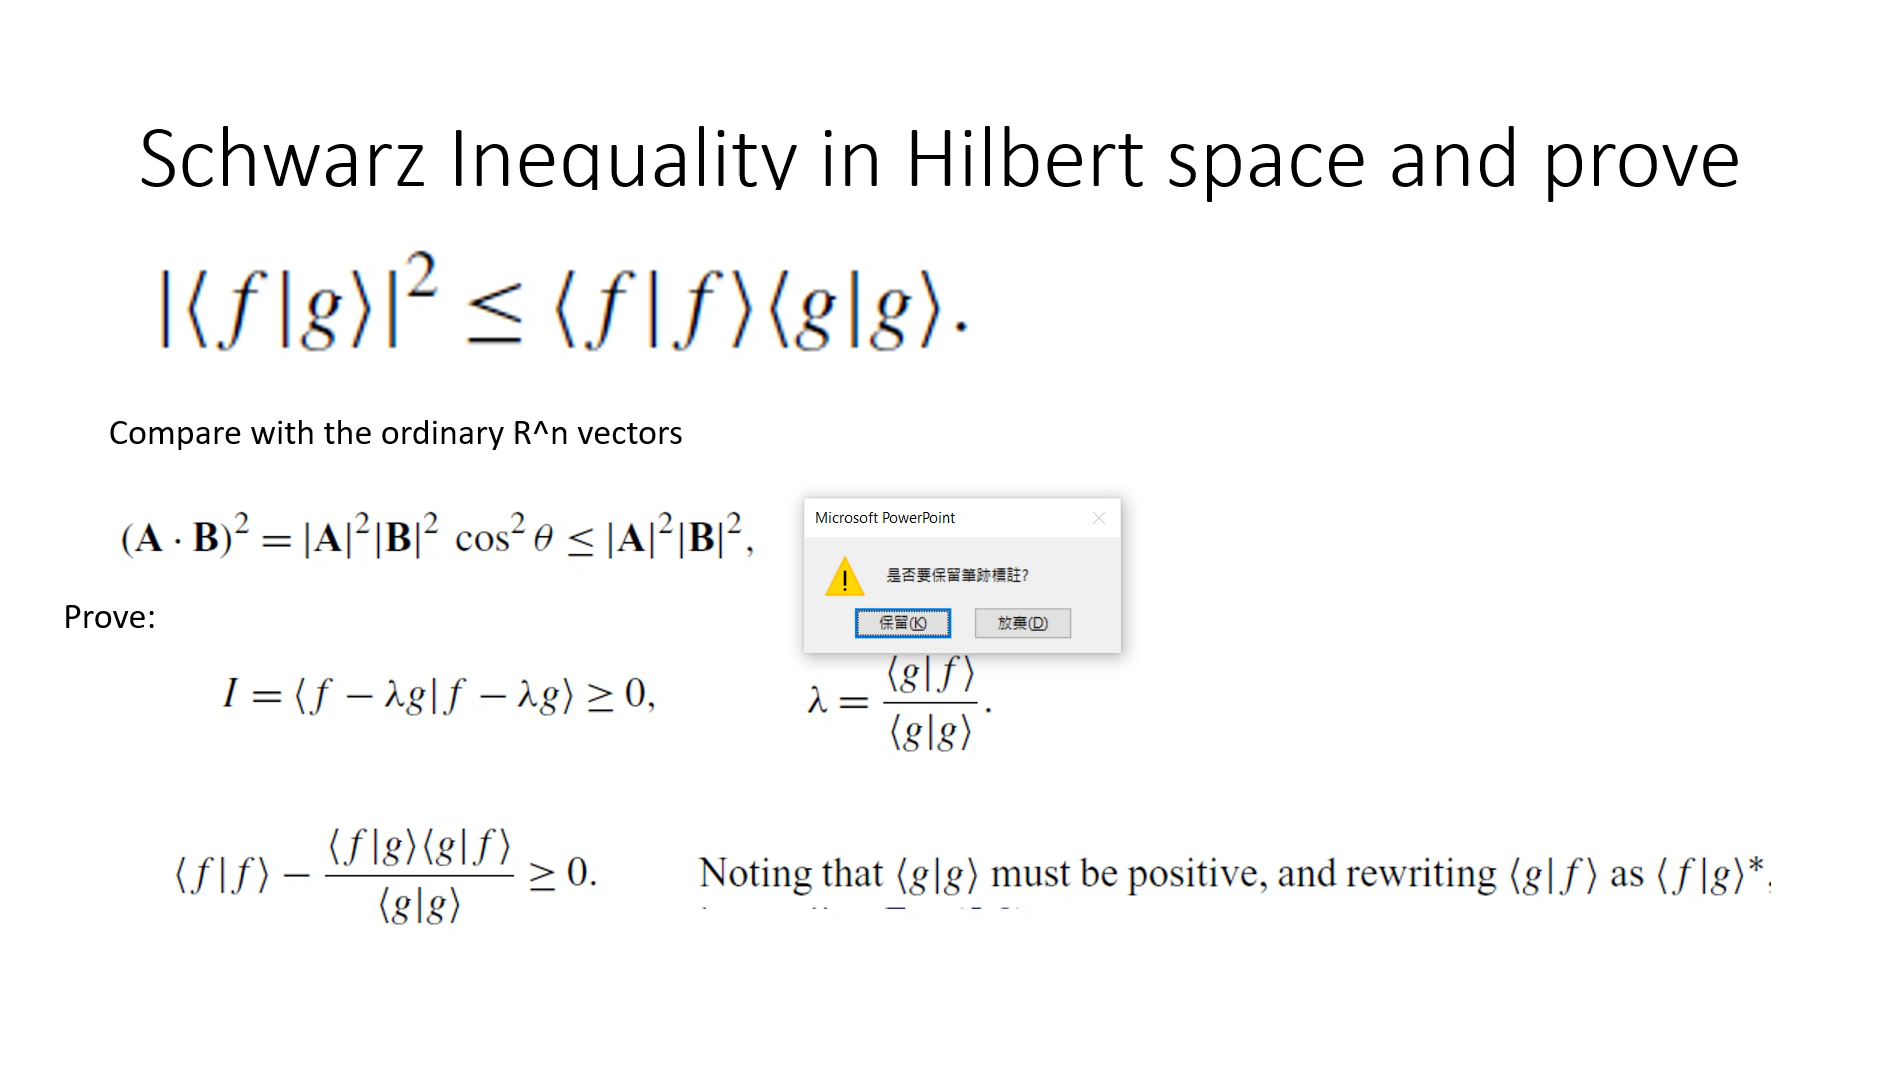 Schwarz Inequality in Hilbert space and prove
|⟨f|g⟩|² ≤ ⟨f|f⟩⟨g|g⟩.
Compare with the ordinary R^n vectors
(A · B)² = |A|²|B|² cos² θ ≤ |A|²|B|²,
Microsoft PowerPoint
是否要保留筆跡標註?
保留(K) 放棄(D)
Prove:
I = ⟨f − λg|f − λg⟩ ≥ 0, λ = ⟨g|f⟩ / ⟨g|g⟩.
⟨f|f⟩ − ⟨f|g⟩⟨g|f⟩ / ⟨g|g⟩ ≥ 0. Noting that ⟨g|g⟩ must be positive, and rewriting ⟨g|f⟩ as ⟨f|g⟩*,